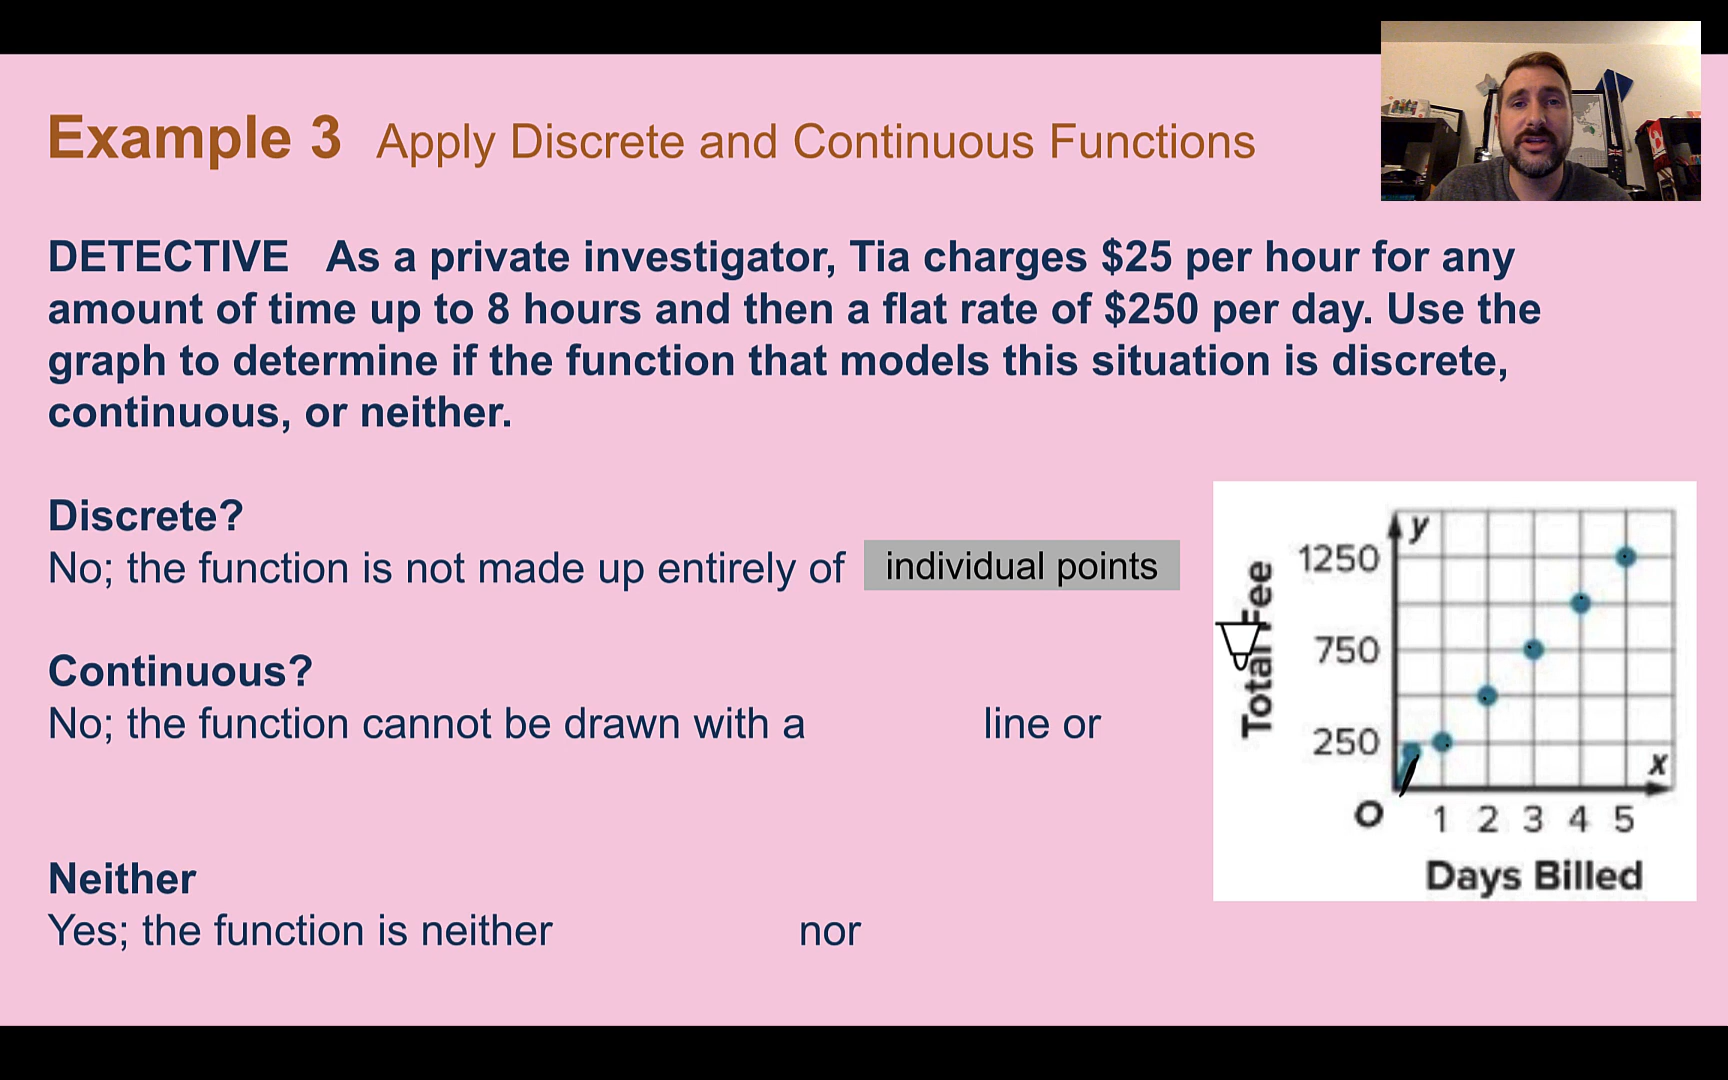 Example 3 Apply Discrete and Continuous Functions
DETECTIVE As a private investigator, Tia charges $25 per hour for any
amount of time up to 8 hours and then a flat rate of $250 per day. Use the
graph to determine if the function that models this situation is discrete,
continuous, or neither.
Discrete?
No; the function is not made up entirely of individual points
Continuous?
No; the function cannot be drawn with a line or
Neither
Yes; the function is neither nor
y
1250
750
250
Total Fee
x
O 1 2 3 4 5
Days Billed